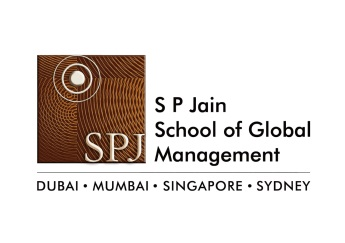 SPJ
S P Jain
School of Global
Management
DUBAI • MUMBAI • SINGAPORE • SYDNEY